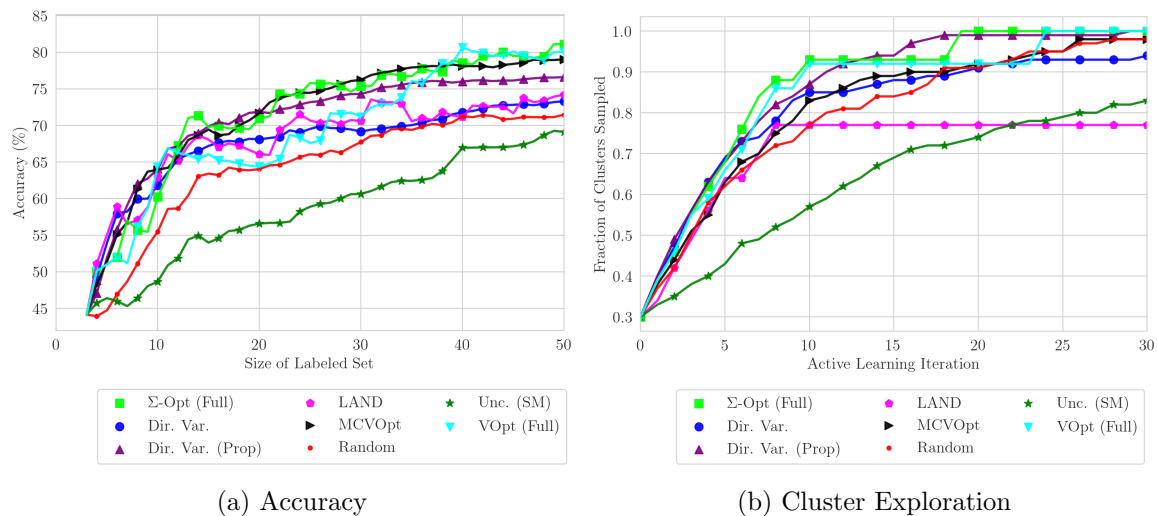 85
80
75
70
65
60
55
50
45
Accuracy (%)
0 10 20 30 40 50
Size of Labeled Set
Σ-Opt (Full) LAND Unc. (SM)
Dir. Var. MCVOpt VOpt (Full)
Dir. Var. (Prop) Random
(a) Accuracy
1.0
0.9
0.8
0.7
0.6
0.5
0.4
0.3
Fraction of Clusters Sampled
0 5 10 15 20 25 30
Active Learning Iteration
Σ-Opt (Full) LAND Unc. (SM)
Dir. Var. MCVOpt VOpt (Full)
Dir. Var. (Prop) Random
(b) Cluster Exploration